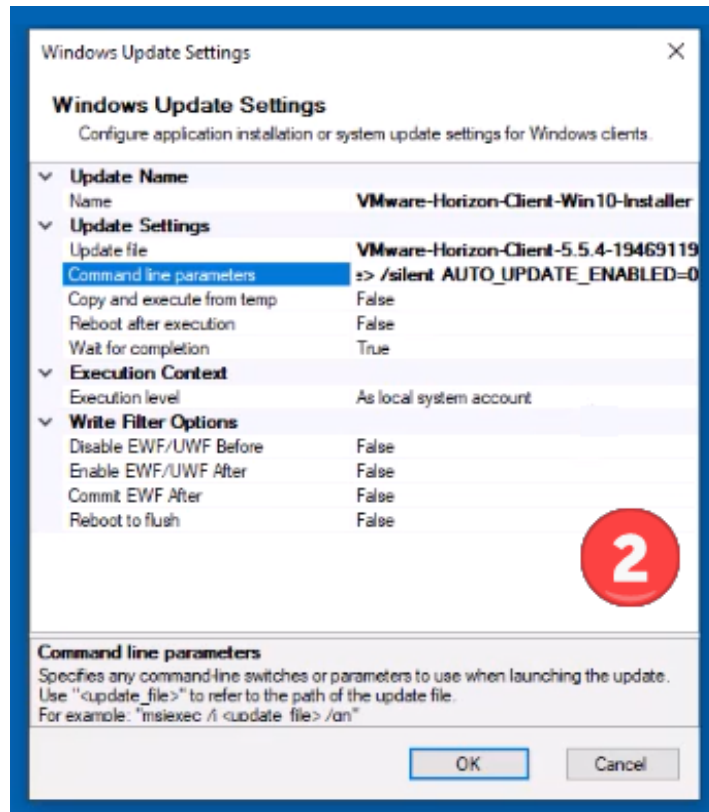 Windows Update Settings
Windows Update Settings
Configure application installation or system update settings for Windows clients.
Update Name
Name VMware-Horizon-Client-Win10-Installer
Update Settings
Update file VMware-Horizon-Client-5.5.4-19469119
Command line parameters e> /silent AUTO_UPDATE_ENABLED=0
Copy and execute from temp False
Reboot after execution False
Wait for completion True
Execution Context
Execution level As local system account
Write Filter Options
Disable EWF/UWF Before False
Enable EWF/UWF After False
Commit EWF After False
Reboot to flush False
2
Command line parameters
Specifies any command-line switches or parameters to use when launching the update.
Use "<update_file>" to refer to the path of the update file.
For example: "msiexec /i <update_file> /qn"
OK Cancel